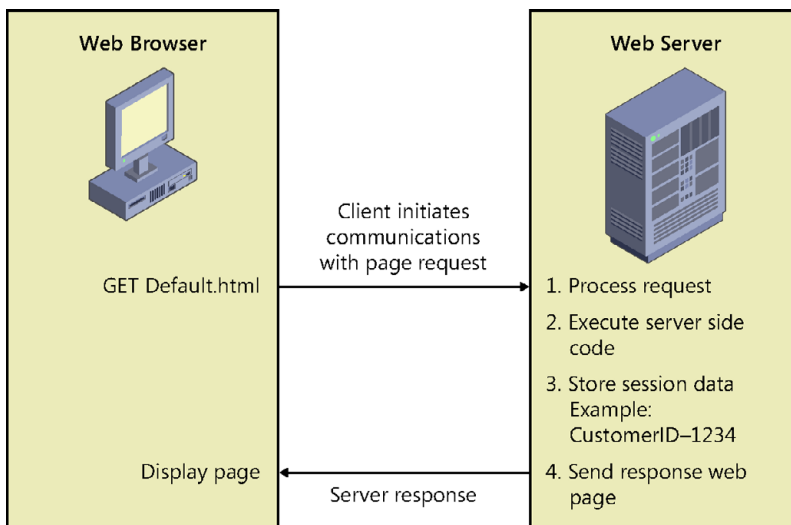 Web Browser
Web Server
Client initiates
communications
with page request
GET Default.html
1. Process request
2. Execute server side
code
3. Store session data
Example:
CustomerID–1234
Display page
4. Send response web
page
Server response